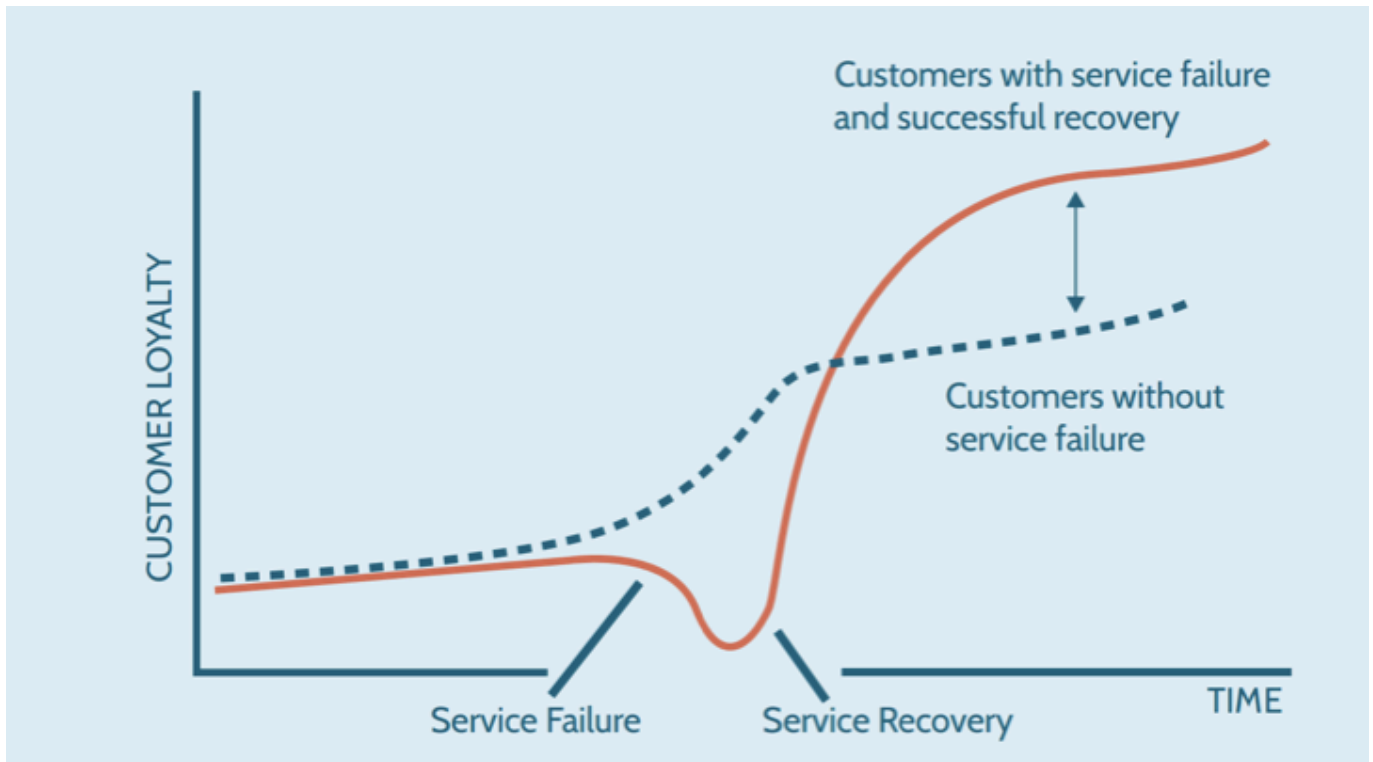 Customers with service failure
and successful recovery
CUSTOMER LOYALTY
Customers without
service failure
Service Failure
Service Recovery
TIME